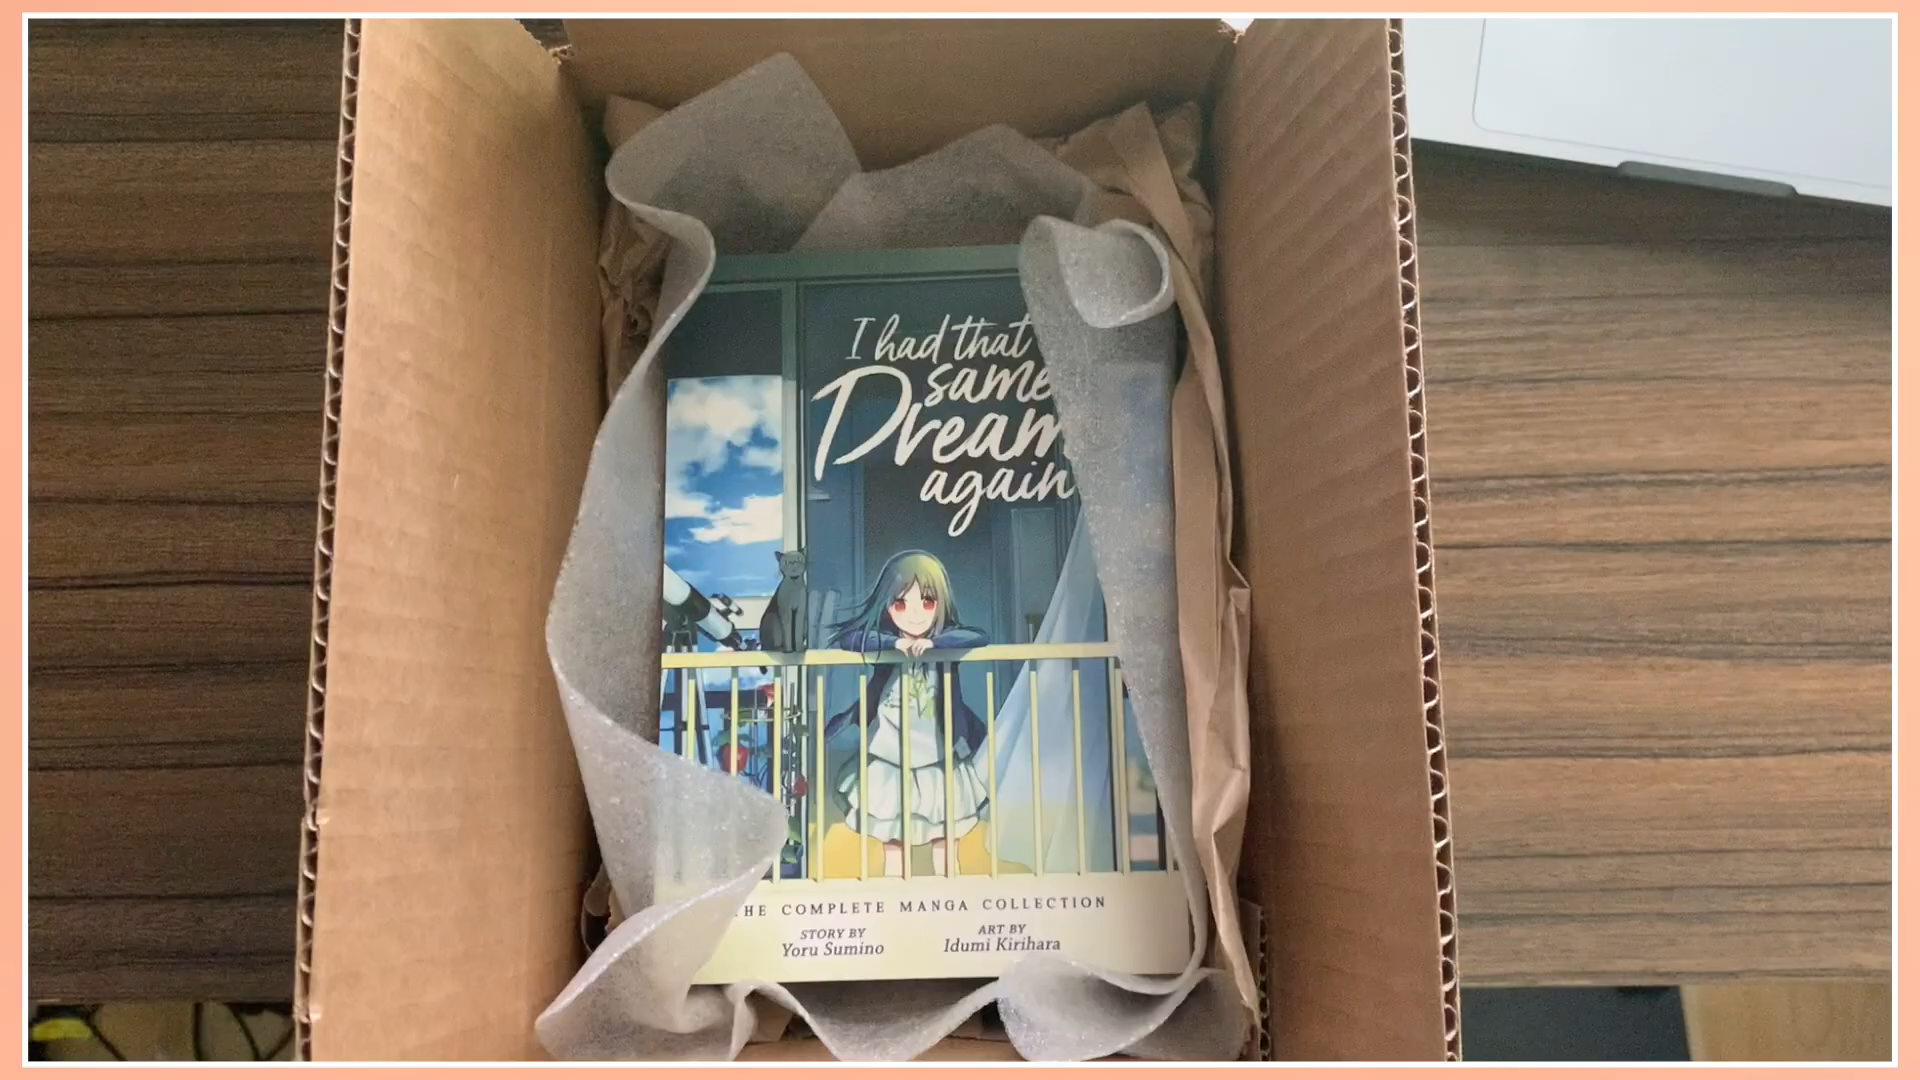 I had that
same
Dream
again
THE COMPLETE MANGA COLLECTION
STORY BY
Yoru Sumino
ART BY
Idumi Kirihara